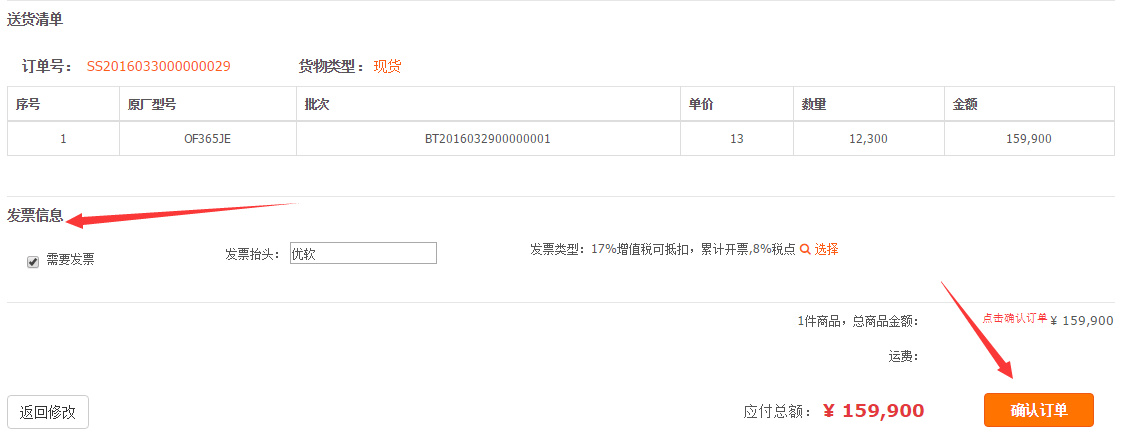 送货清单
订单号： SS2016033000000029 货物类型：现货
序号 原厂型号 批次 单价 数量 金额
1 OF365JE BT2016032900000001 13 12,300 159,900
发票信息
需要发票 发票抬头： 优软 发票类型：17%增值税可抵扣，累计开票,8%税点 选择
1件商品，总商品金额： 点击确认订单 ¥ 159,900
运费：
返回修改 应付总额： ¥ 159,900 确认订单